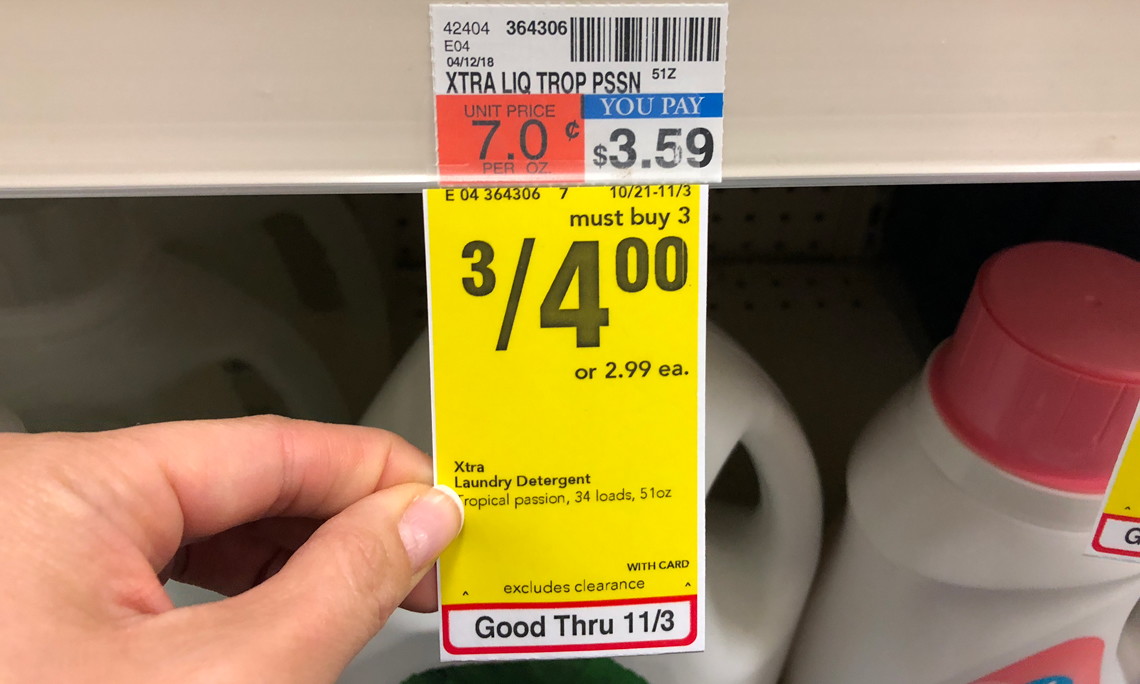 42404 364306
E04
04/12/18
XTRA LIQ TROP PSSN 51Z
UNIT PRICE
7.0 ¢
PER OZ.
YOU PAY
$3.59
E 04 364306 7 10/21-11/3
must buy 3
3/4.00
or 2.99 ea.
Xtra
Laundry Detergent
Tropical passion, 34 loads, 51oz
WITH CARD
^ excludes clearance ^
Good Thru 11/3
G